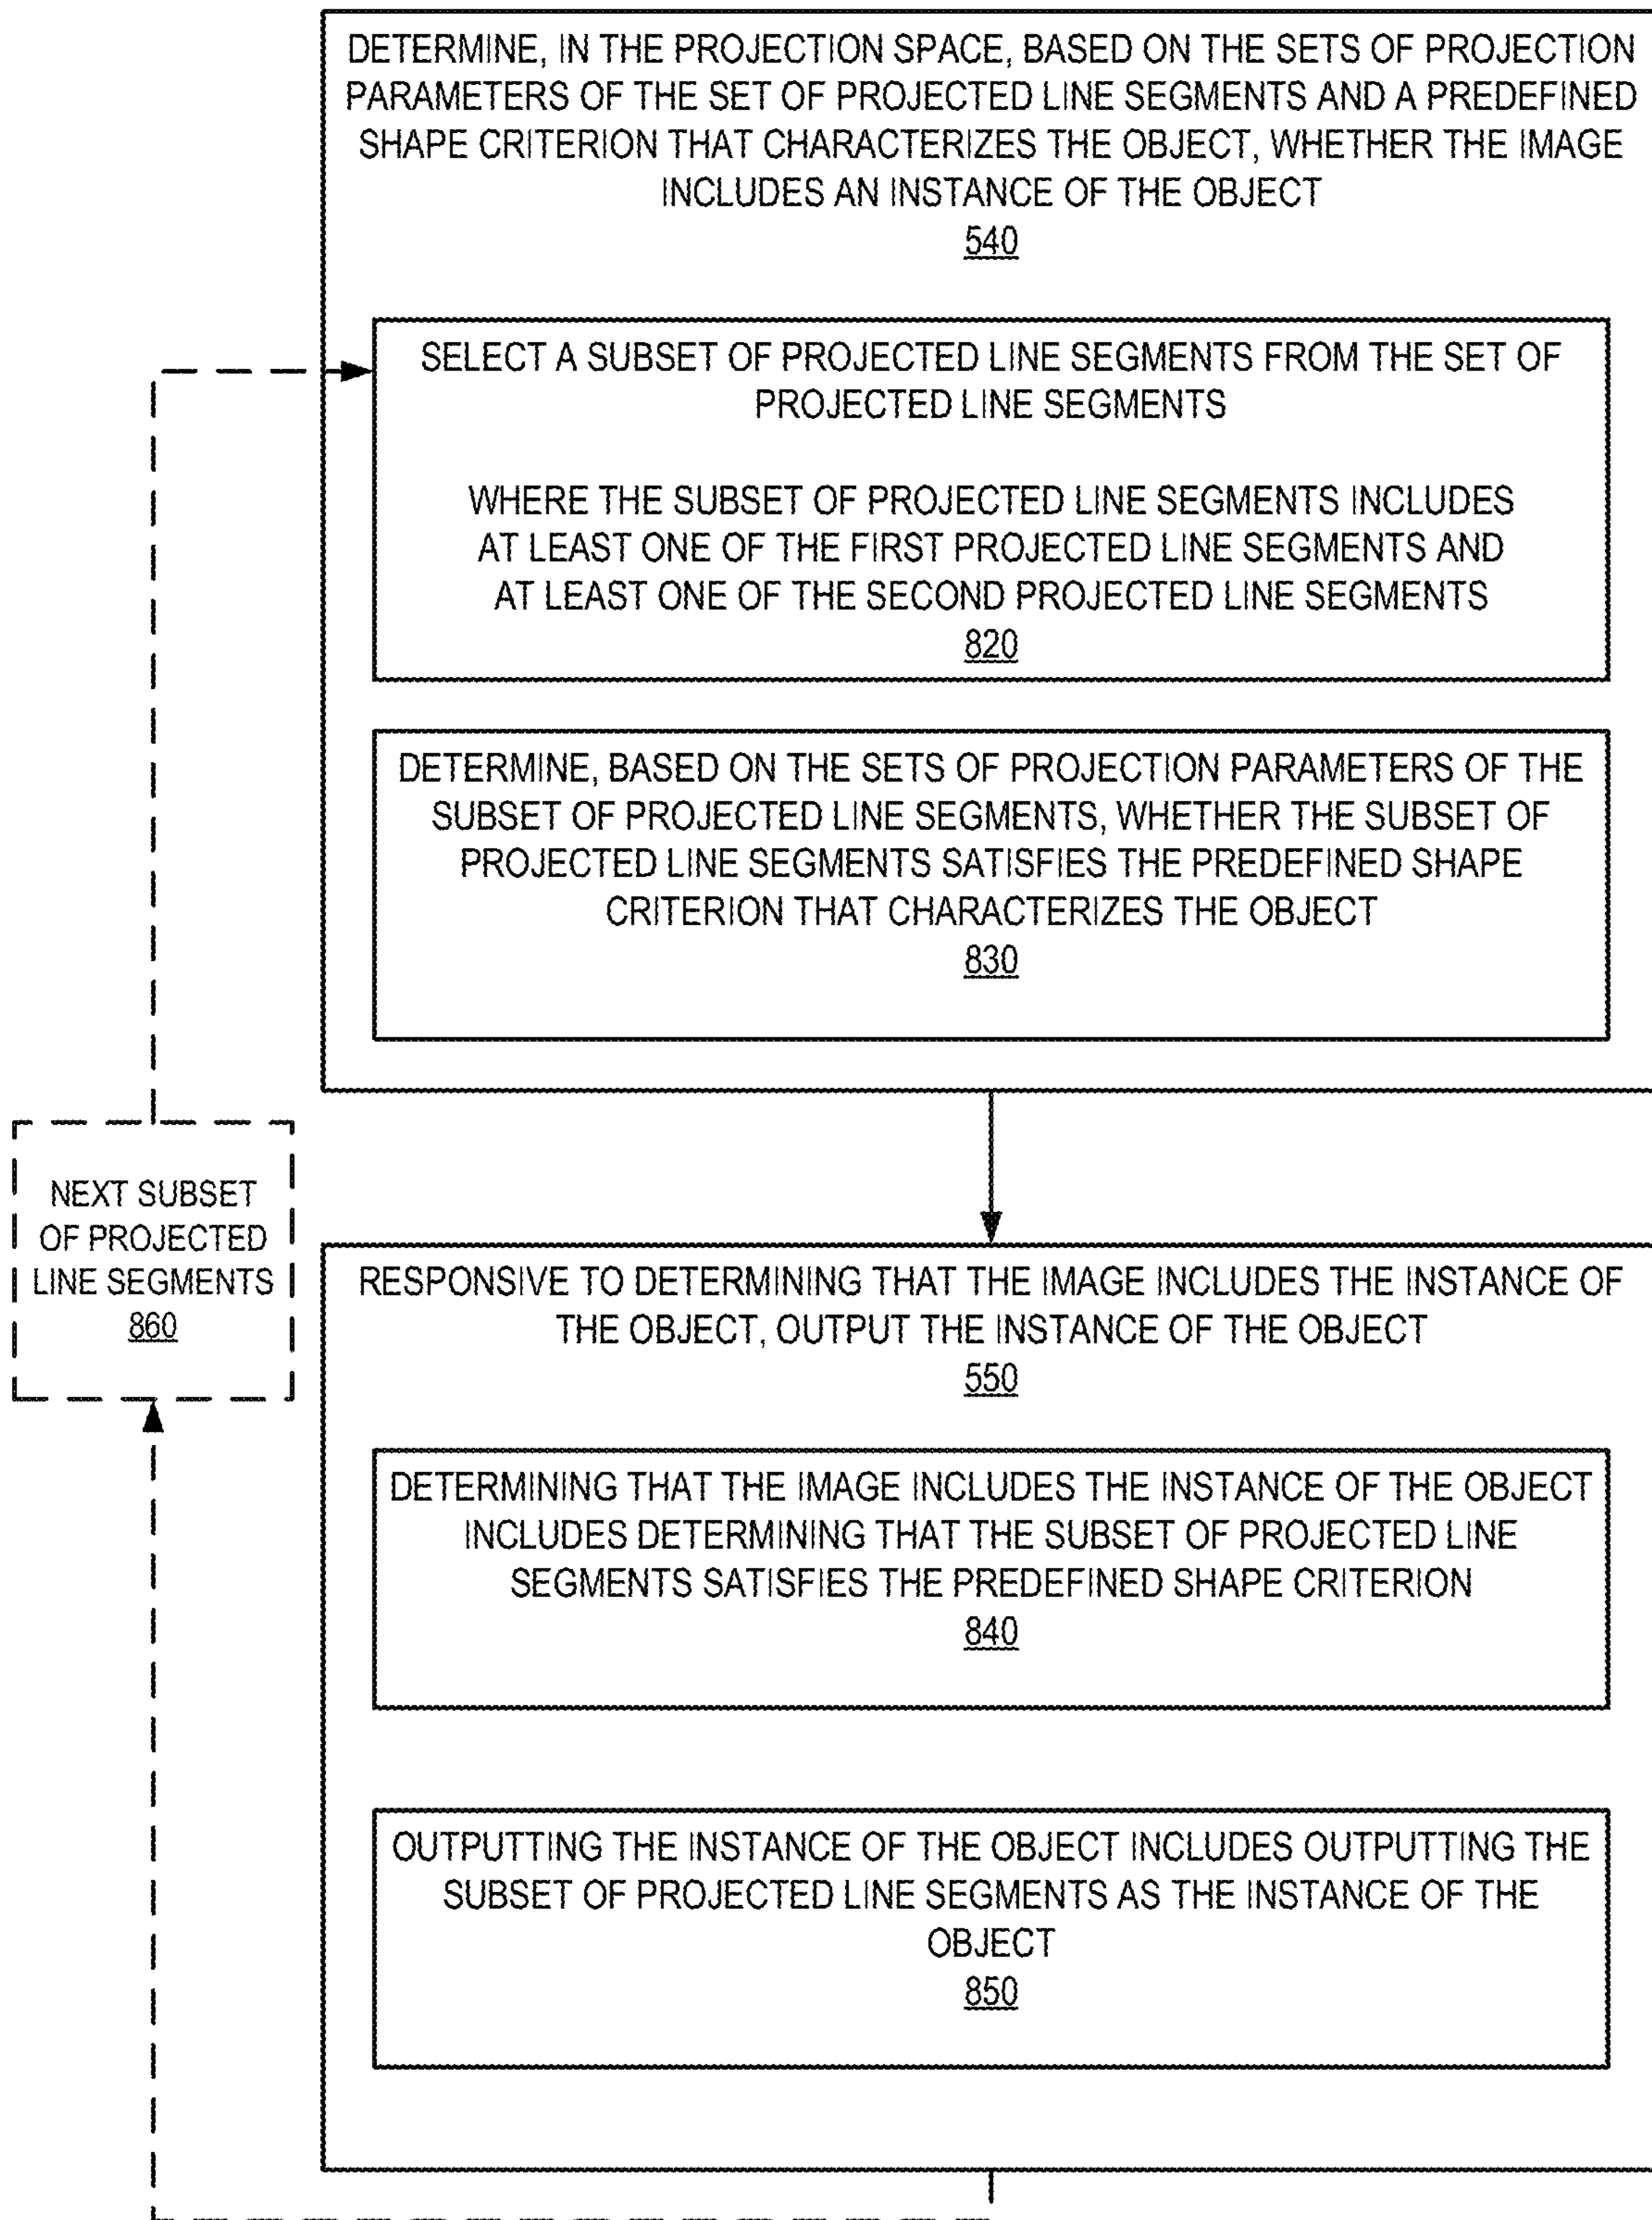 DETERMINE, IN THE PROJECTION SPACE, BASED ON THE SETS OF PROJECTION
PARAMETERS OF THE SET OF PROJECTED LINE SEGMENTS AND A PREDEFINED
SHAPE CRITERION THAT CHARACTERIZES THE OBJECT, WHETHER THE IMAGE
INCLUDES AN INSTANCE OF THE OBJECT
540
SELECT A SUBSET OF PROJECTED LINE SEGMENTS FROM THE SET OF
PROJECTED LINE SEGMENTS
WHERE THE SUBSET OF PROJECTED LINE SEGMENTS INCLUDES
AT LEAST ONE OF THE FIRST PROJECTED LINE SEGMENTS AND
AT LEAST ONE OF THE SECOND PROJECTED LINE SEGMENTS
820
DETERMINE, BASED ON THE SETS OF PROJECTION PARAMETERS OF THE
SUBSET OF PROJECTED LINE SEGMENTS, WHETHER THE SUBSET OF
PROJECTED LINE SEGMENTS SATISFIES THE PREDEFINED SHAPE
CRITERION THAT CHARACTERIZES THE OBJECT
830
NEXT SUBSET
OF PROJECTED
LINE SEGMENTS
860
RESPONSIVE TO DETERMINING THAT THE IMAGE INCLUDES THE INSTANCE OF
THE OBJECT, OUTPUT THE INSTANCE OF THE OBJECT
550
DETERMINING THAT THE IMAGE INCLUDES THE INSTANCE OF THE OBJECT
INCLUDES DETERMINING THAT THE SUBSET OF PROJECTED LINE
SEGMENTS SATISFIES THE PREDEFINED SHAPE CRITERION
840
OUTPUTTING THE INSTANCE OF THE OBJECT INCLUDES OUTPUTTING THE
SUBSET OF PROJECTED LINE SEGMENTS AS THE INSTANCE OF THE
OBJECT
850